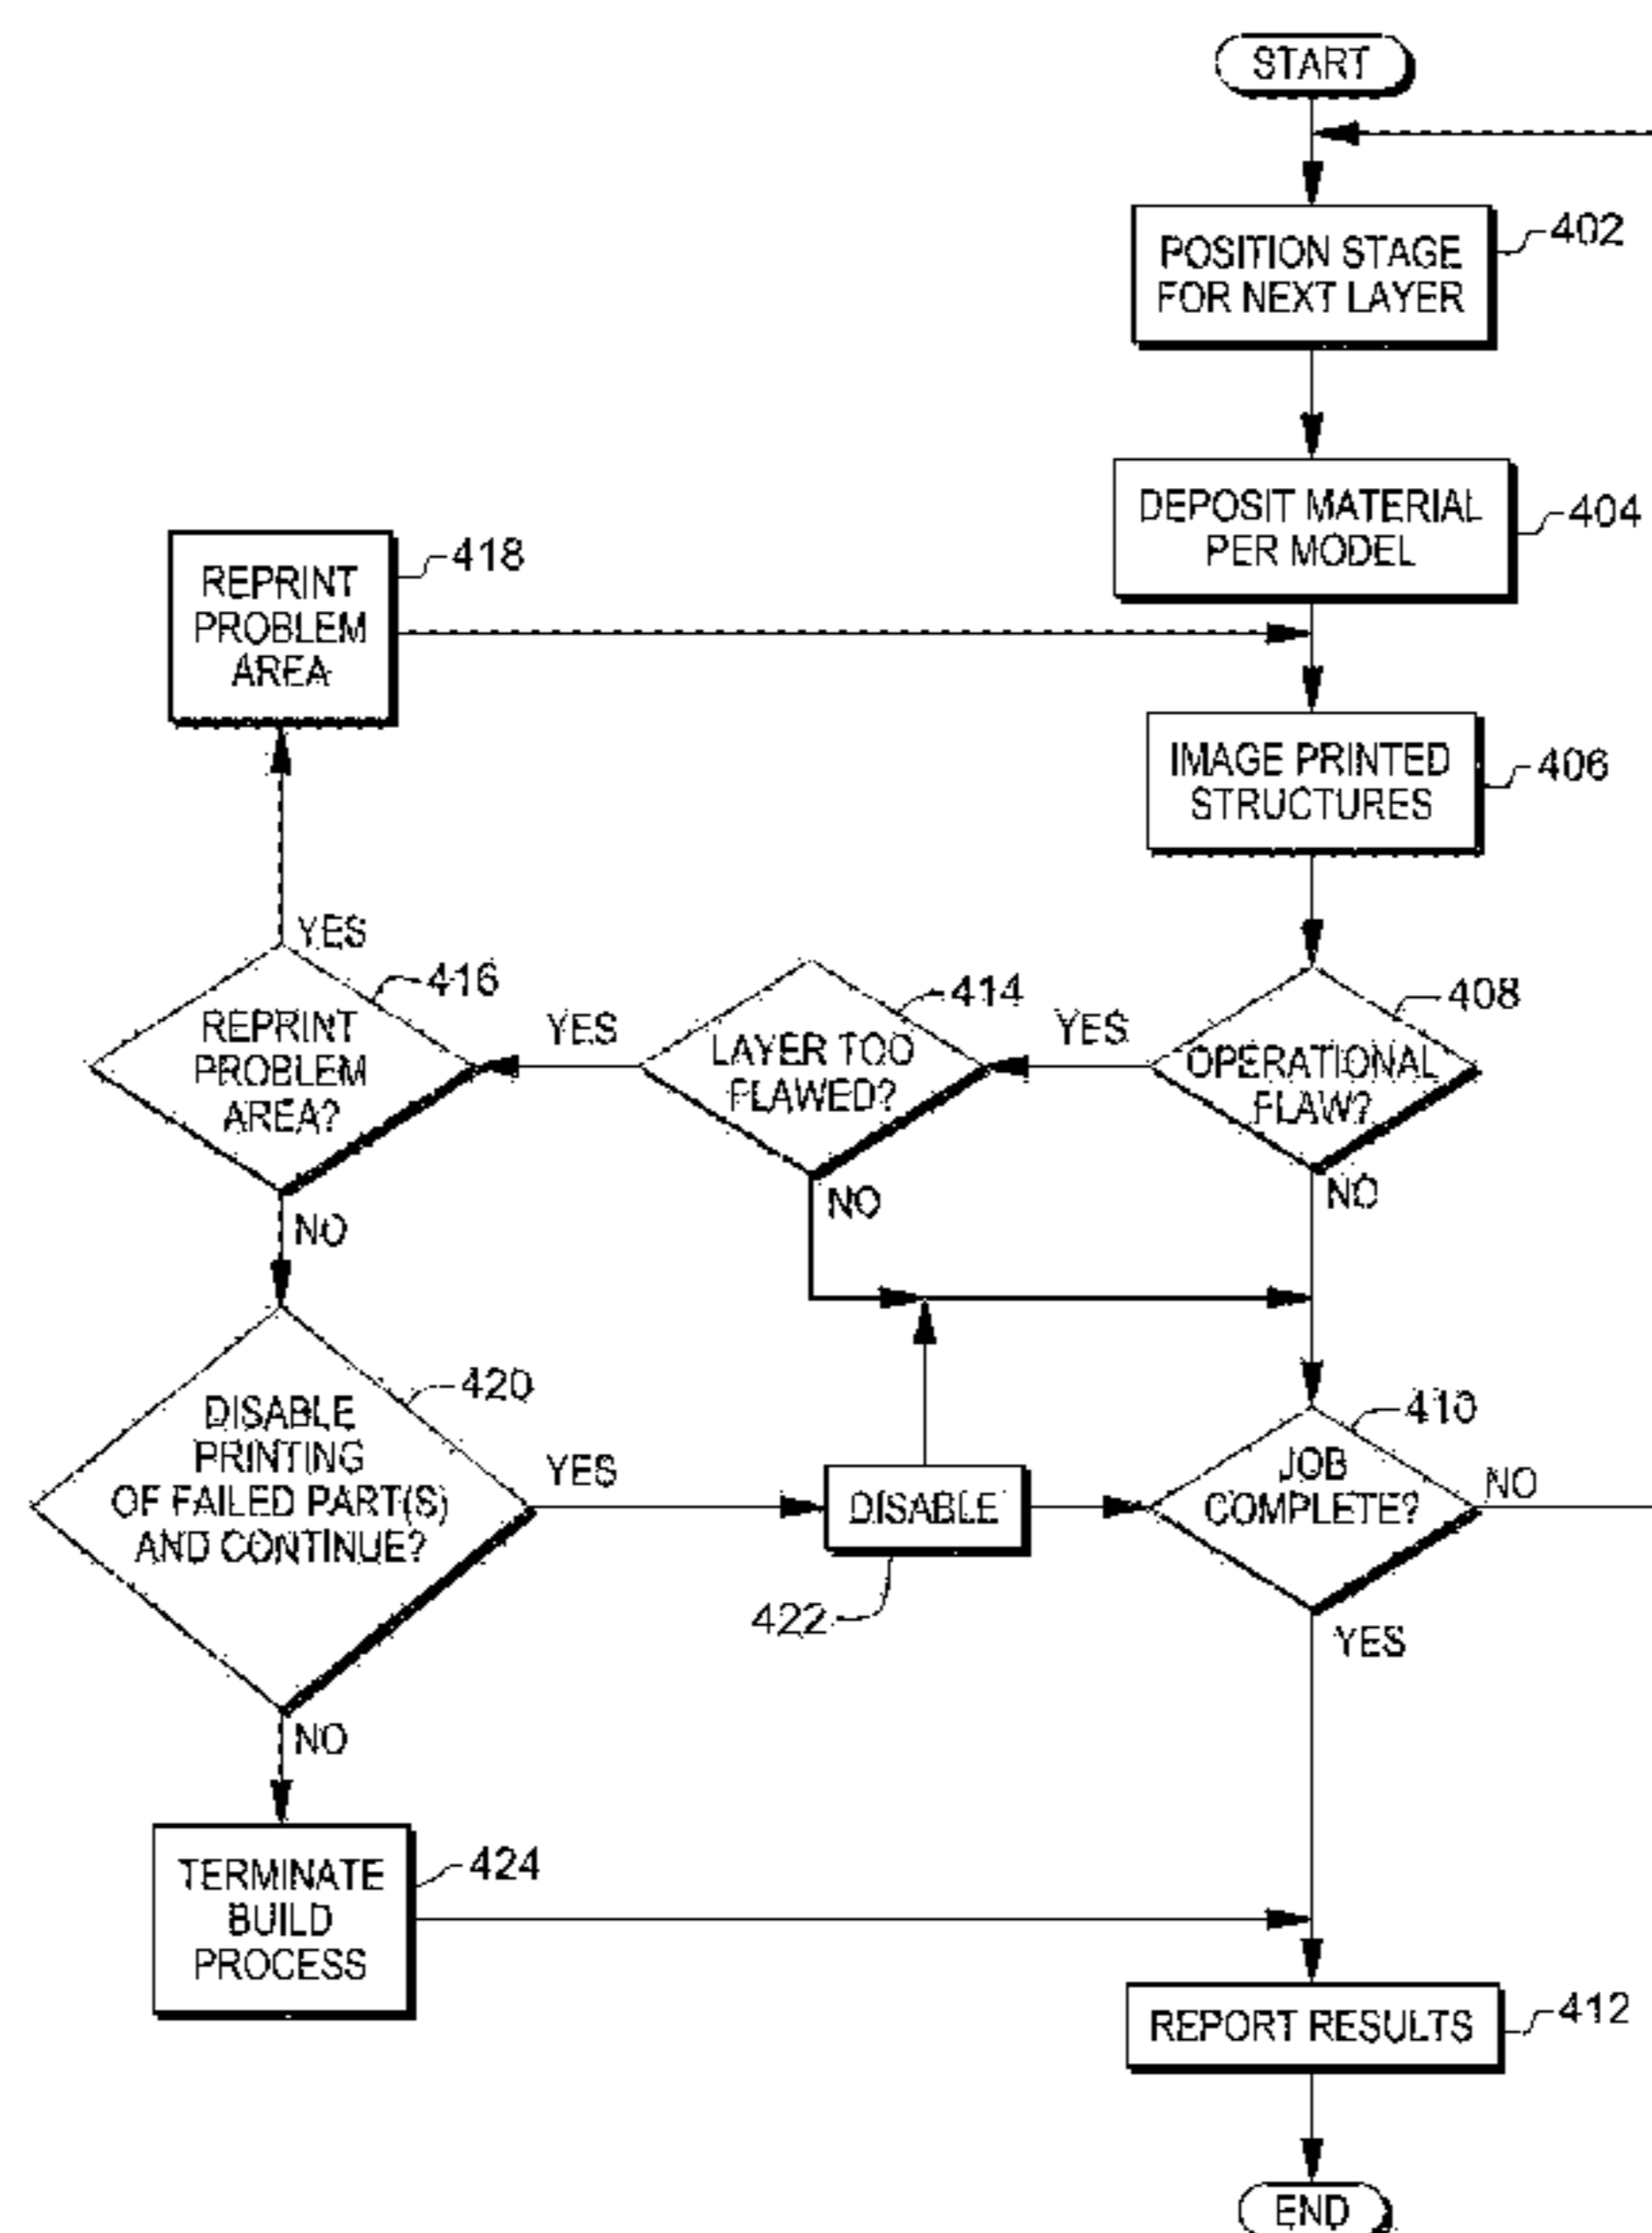 START
402
POSITION STAGE
FOR NEXT LAYER
DEPOSIT MATERIAL
PER MODEL
404
418
REPRINT
PROBLEM
AREA
IMAGE PRINTED
STRUCTURES
406
YES
416
REPRINT
PROBLEM
AREA?
YES
414
LAYER TOO
FLAWED?
YES
408
OPERATIONAL
FLAW?
NO
NO
NO
420
DISABLE
PRINTING
OF FAILED PART(S)
AND CONTINUE?
YES
DISABLE
422
410
JOB
COMPLETE?
NO
YES
NO
TERMINATE
BUILD
PROCESS
424
REPORT RESULTS
412
END